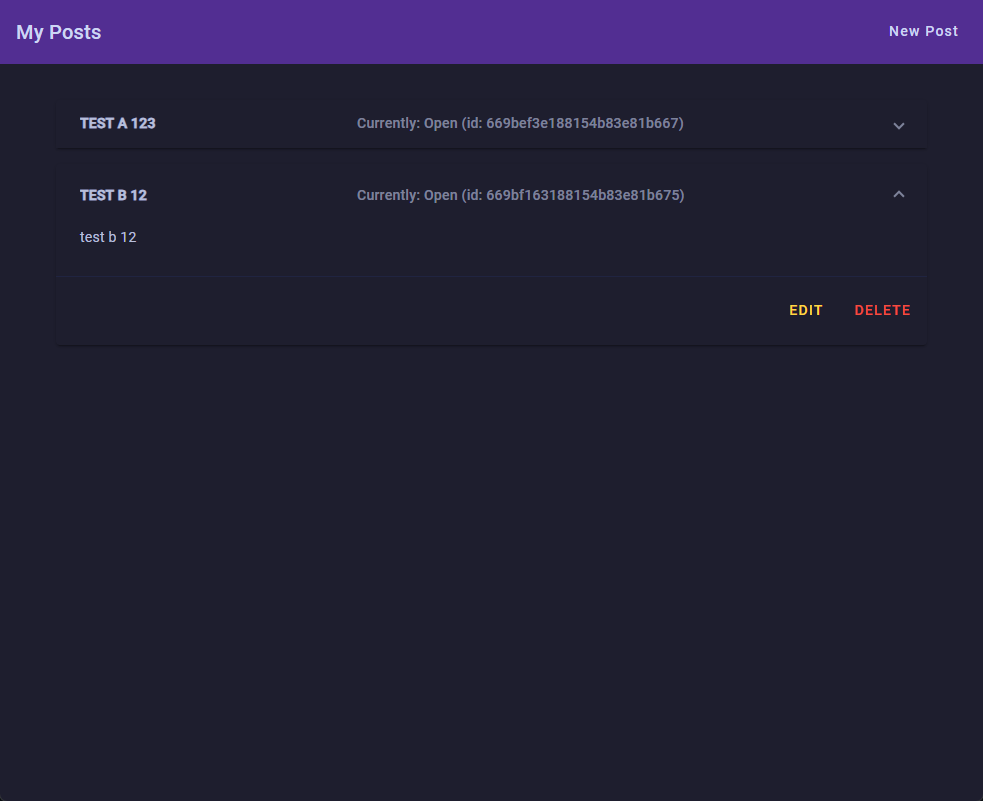 My Posts
New Post
TEST A 123
Currently: Open (id: 669bef3e188154b83e81b667)
TEST B 12
Currently: Open (id: 669bf163188154b83e81b675)
test b 12
EDIT
DELETE